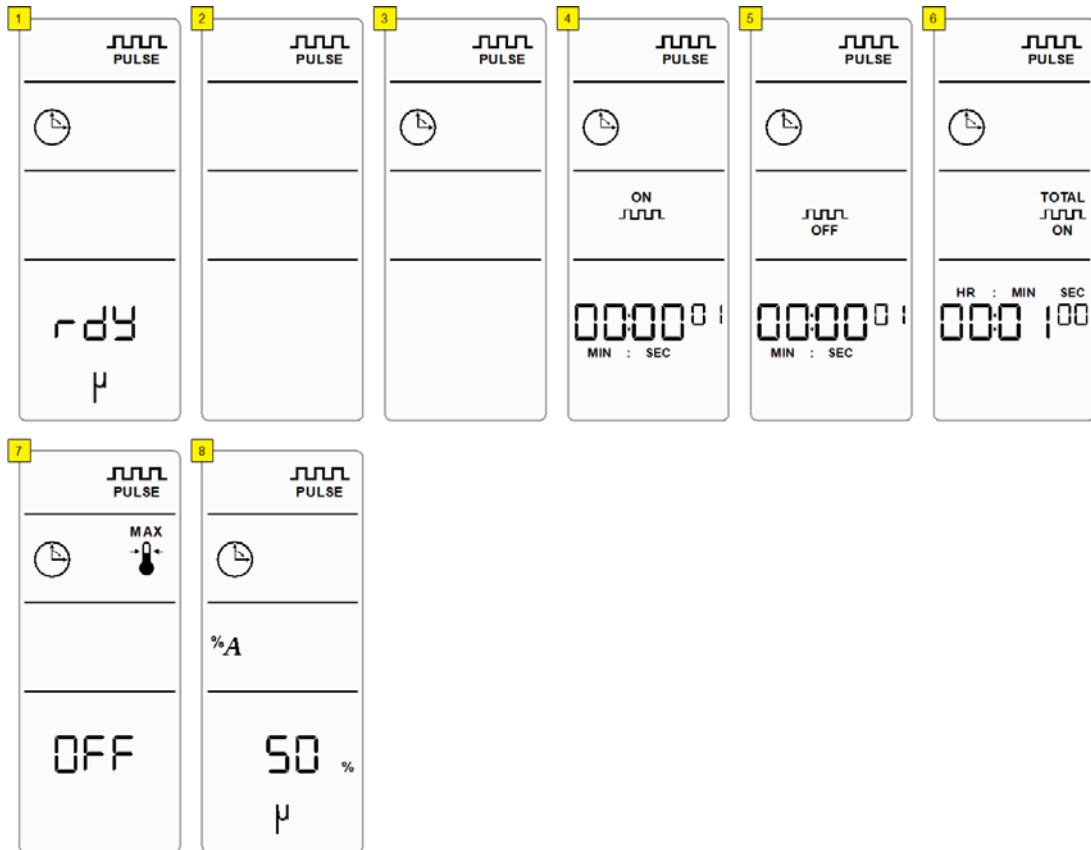 1
PULSE
rdy
µ
2
PULSE
3
PULSE
4
PULSE
ON
00:00 01
MIN : SEC
5
PULSE
OFF
00:00 01
MIN : SEC
6
PULSE
TOTAL
ON
HR : MIN SEC
00:01 00
7
PULSE
MAX
OFF
8
PULSE
%A
50 %
µ